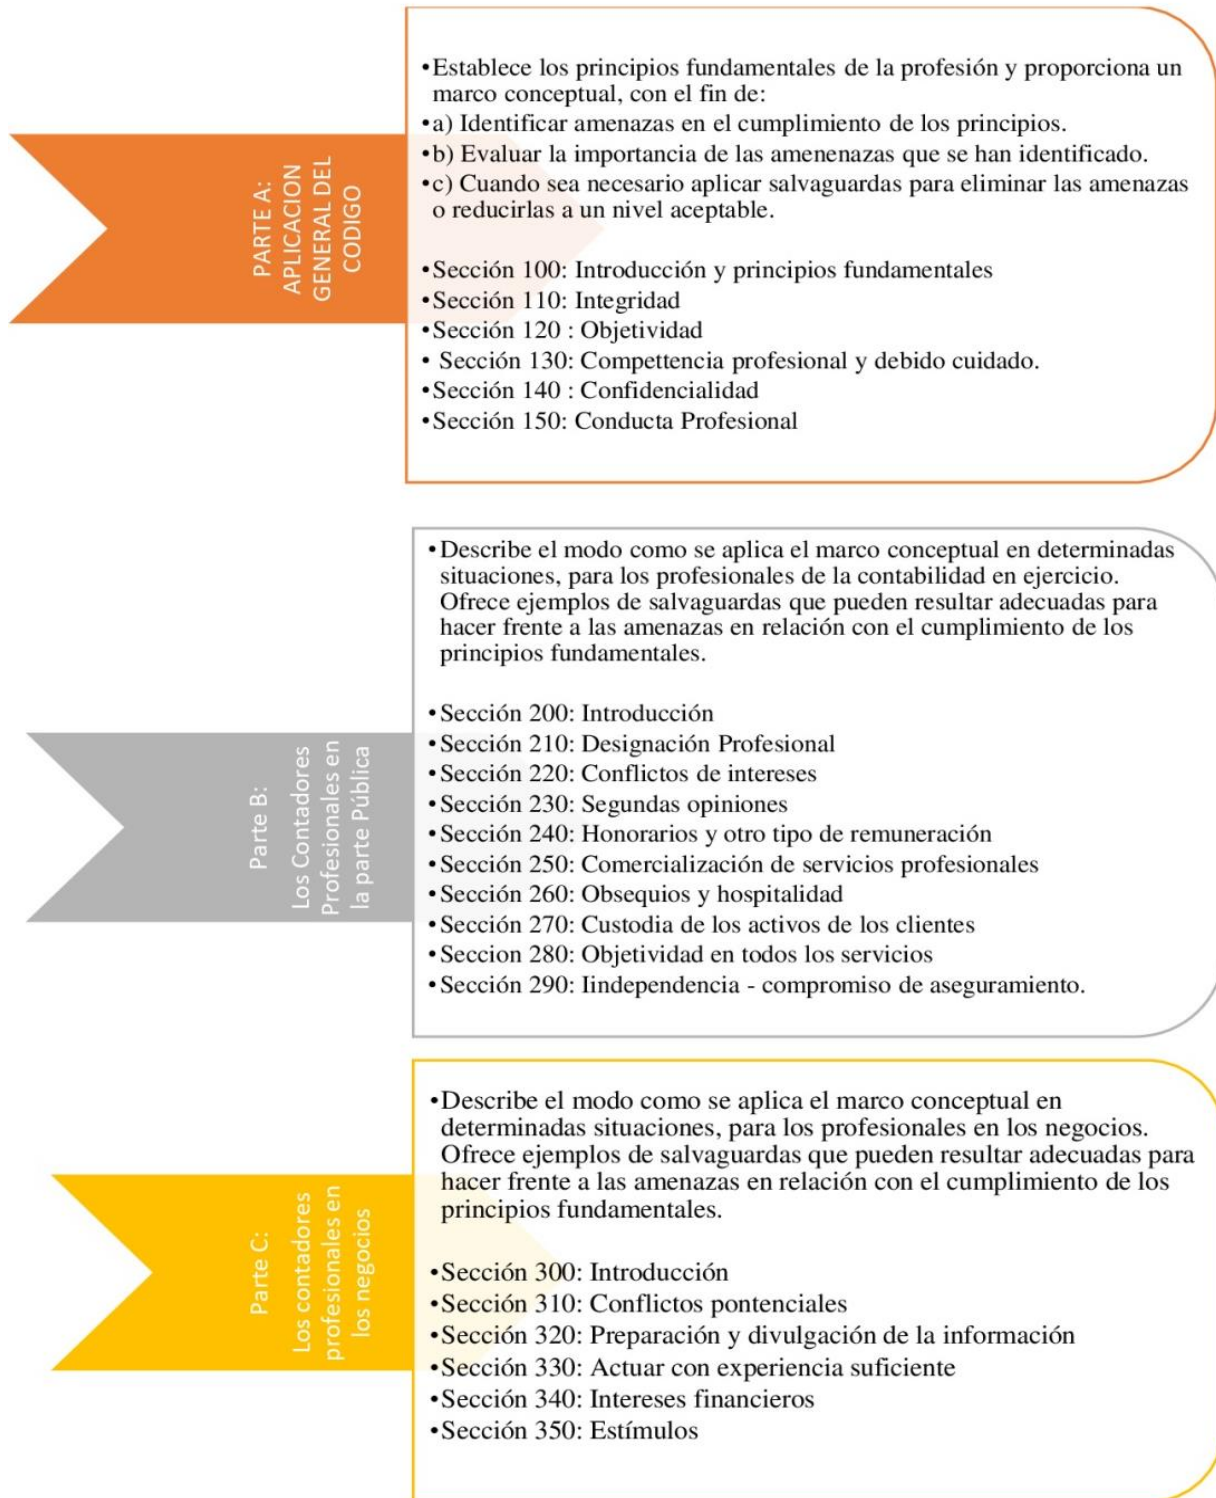 PARTE A:
APLICACION
GENERAL DEL
CODIGO
•Establece los principios fundamentales de la profesión y proporciona un
marco conceptual, con el fin de:
•a) Identificar amenazas en el cumplimiento de los principios.
•b) Evaluar la importancia de las amenenazas que se han identificado.
•c) Cuando sea necesario aplicar salvaguardas para eliminar las amenazas
o reducirlas a un nivel aceptable.
•Sección 100: Introducción y principios fundamentales
•Sección 110: Integridad
•Sección 120 : Objetividad
• Sección 130: Compettencia profesional y debido cuidado.
•Sección 140 : Confidencialidad
•Sección 150: Conducta Profesional
Parte B:
Los Contadores
Profesionales en
la parte Pública
•Describe el modo como se aplica el marco conceptual en determinadas
situaciones, para los profesionales de la contabilidad en ejercicio.
Ofrece ejemplos de salvaguardas que pueden resultar adecuadas para
hacer frente a las amenazas en relación con el cumplimiento de los
principios fundamentales.
•Sección 200: Introducción
•Sección 210: Designación Profesional
•Sección 220: Conflictos de intereses
•Sección 230: Segundas opiniones
•Sección 240: Honorarios y otro tipo de remuneración
•Sección 250: Comercialización de servicios profesionales
•Sección 260: Obsequios y hospitalidad
•Sección 270: Custodia de los activos de los clientes
•Seccion 280: Objetividad en todos los servicios
•Sección 290: Iindependencia - compromiso de aseguramiento.
Parte C:
Los contadores
profesionales en
los negocios
•Describe el modo como se aplica el marco conceptual en
determinadas situaciones, para los profesionales en los negocios.
Ofrece ejemplos de salvaguardas que pueden resultar adecuadas para
hacer frente a las amenazas en relación con el cumplimiento de los
principios fundamentales.
•Sección 300: Introducción
•Sección 310: Conflictos pontenciales
•Sección 320: Preparación y divulgación de la información
•Sección 330: Actuar con experiencia suficiente
•Sección 340: Intereses financieros
•Sección 350: Estímulos